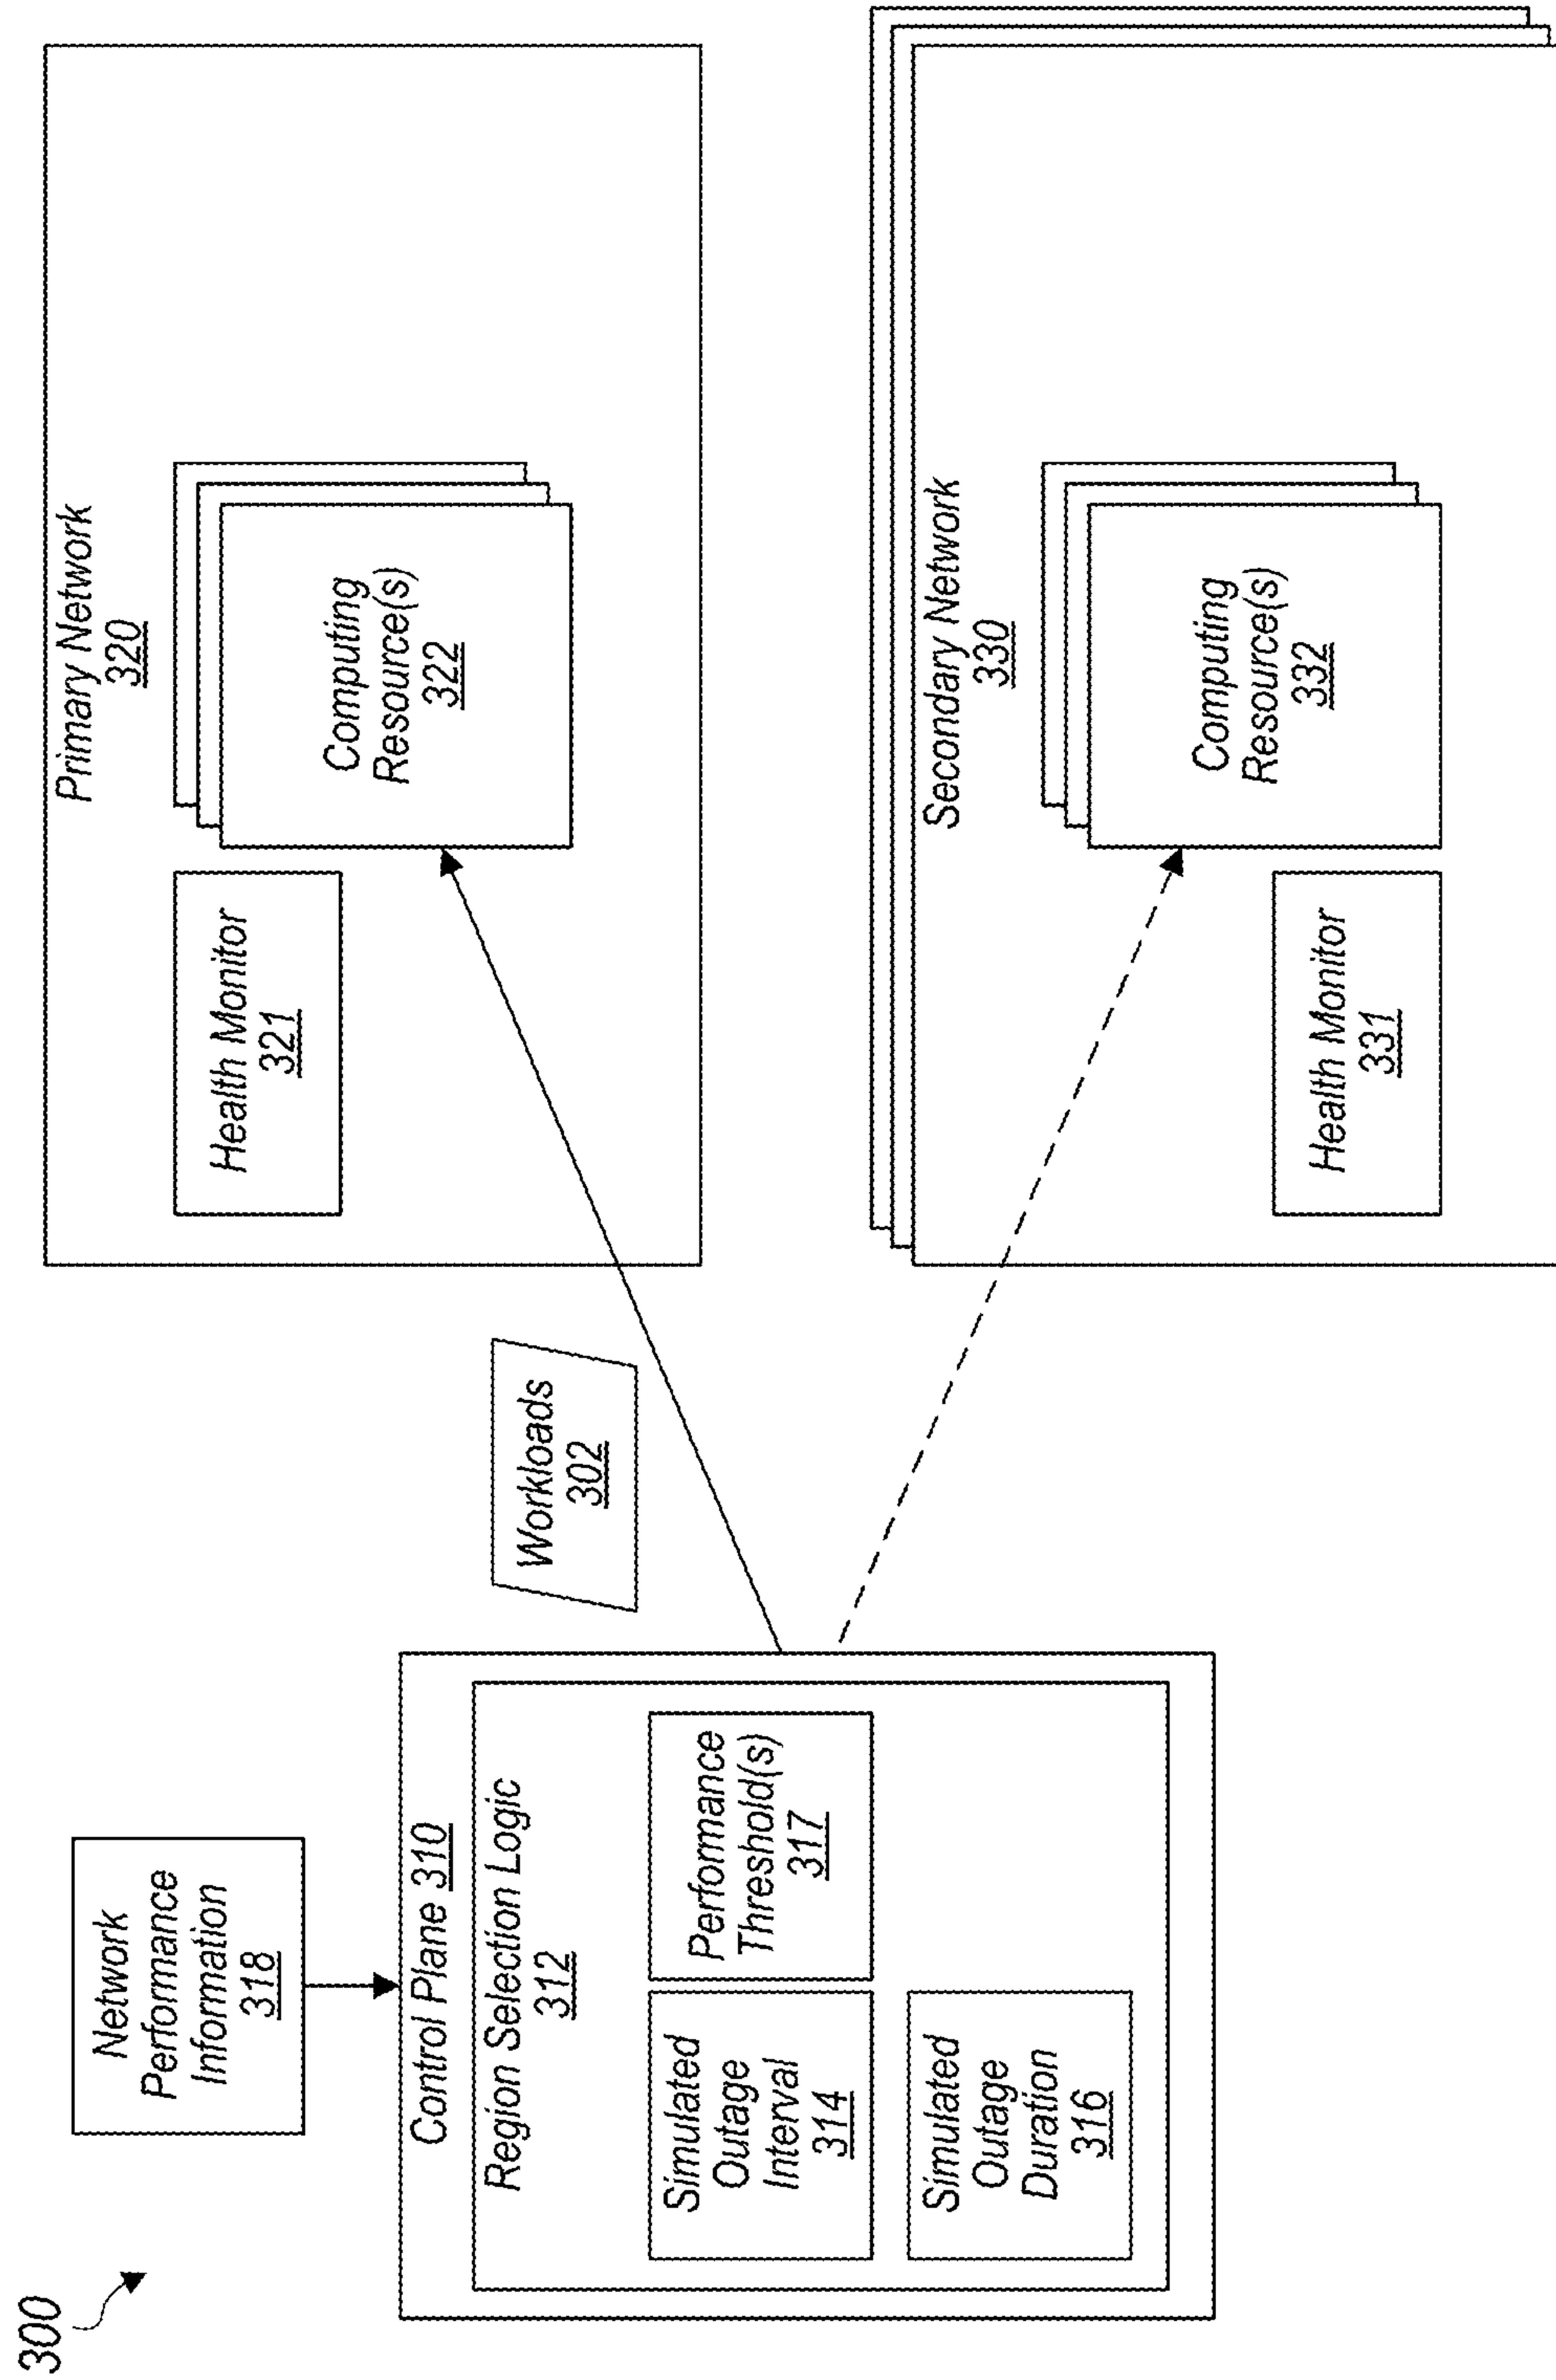 300
Network
Performance
Information
318
Control Plane 310
Region Selection Logic
312
Simulated
Outage
Interval
314
Performance
Threshold(s)
317
Simulated
Outage
Duration
316
Workloads
302
Primary Network
320
Health Monitor
321
Computing
Resource(s)
322
Secondary Network
330
Health Monitor
331
Computing
Resource(s)
332